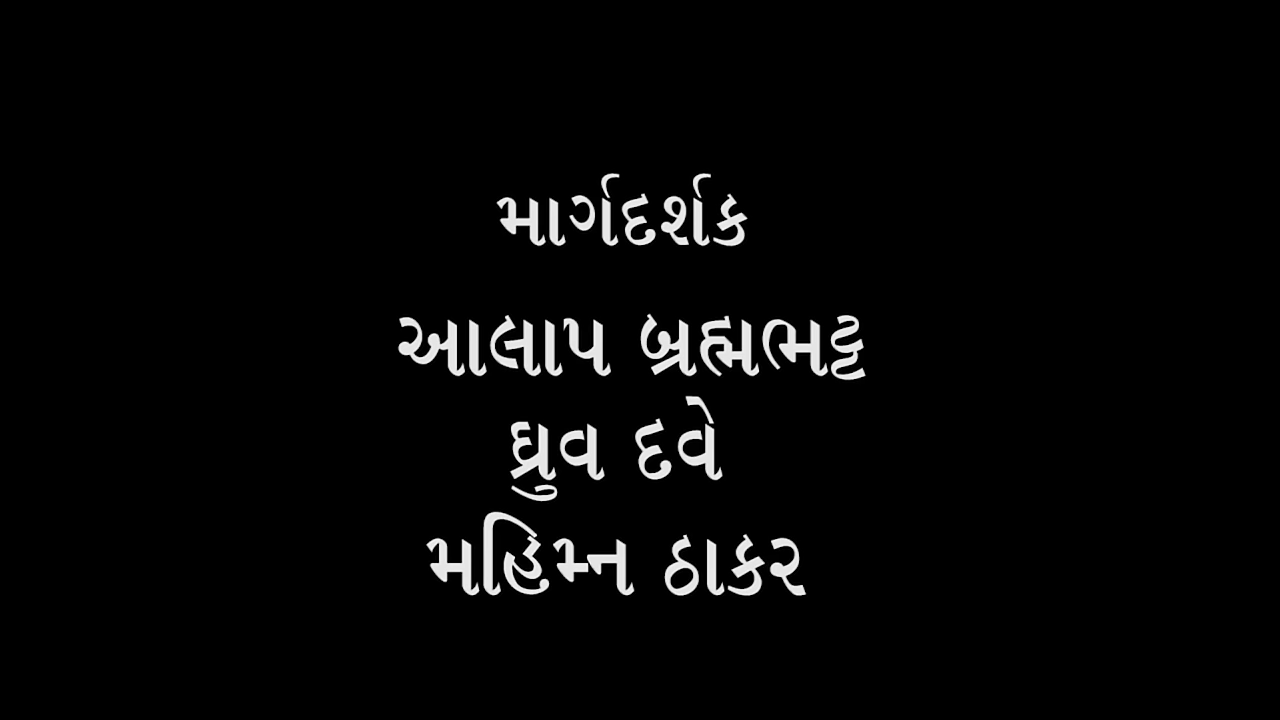 માર્ગદર્શક
આલાપ બ્રહ્મભટ્ટ
ધ્રુવ દવે
મહિમ્ન ઠાકર